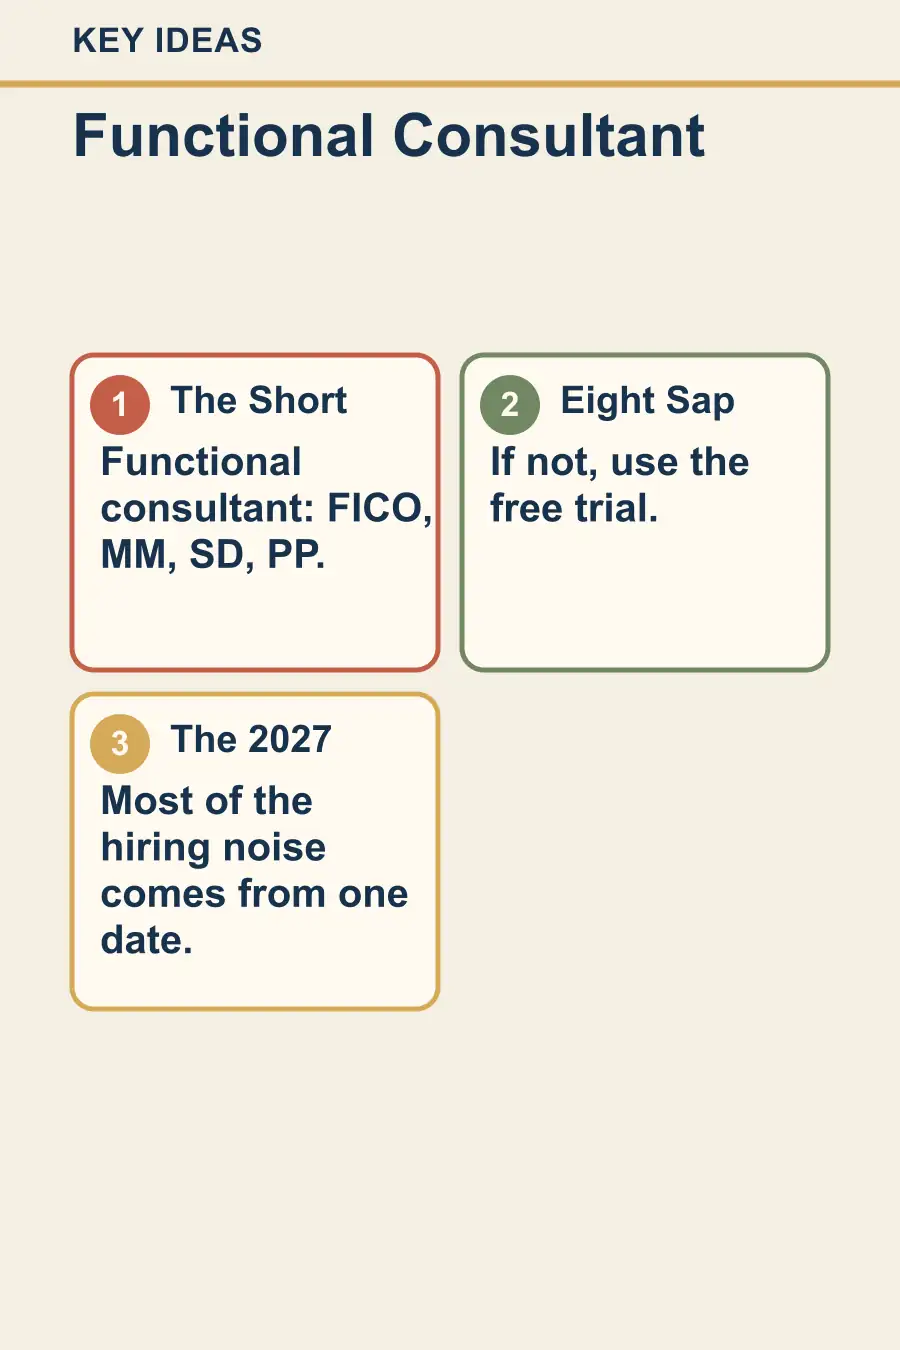 KEY IDEAS
Functional Consultant
1 The Short
Functional
consultant: FICO,
MM, SD, PP.
2 Eight Sap
If not, use the
free trial.
3 The 2027
Most of the
hiring noise
comes from one
date.